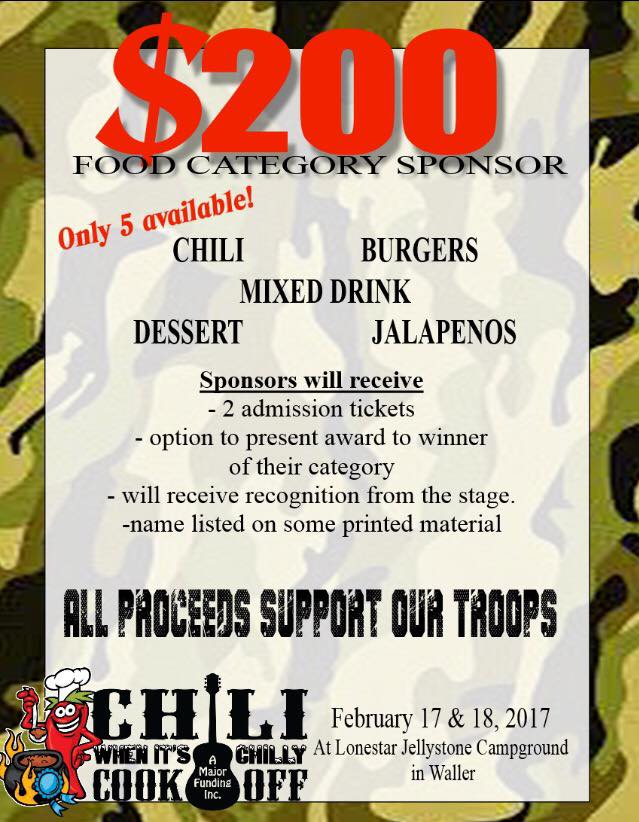 $200
FOOD CATEGORY SPONSOR
Only 5 available!
CHILI BURGERS
MIXED DRINK
DESSERT JALAPENOS
Sponsors will receive
- 2 admission tickets
- option to present award to winner
of their category
- will receive recognition from the stage.
-name listed on some printed material
ALL PROCEEDS SUPPORT OUR TROOPS
CHILI
WHEN IT'S CHILLY
COOK OFF
A
Major
Funding
Inc.
February 17 & 18, 2017
At Lonestar Jellystone Campground
in Waller